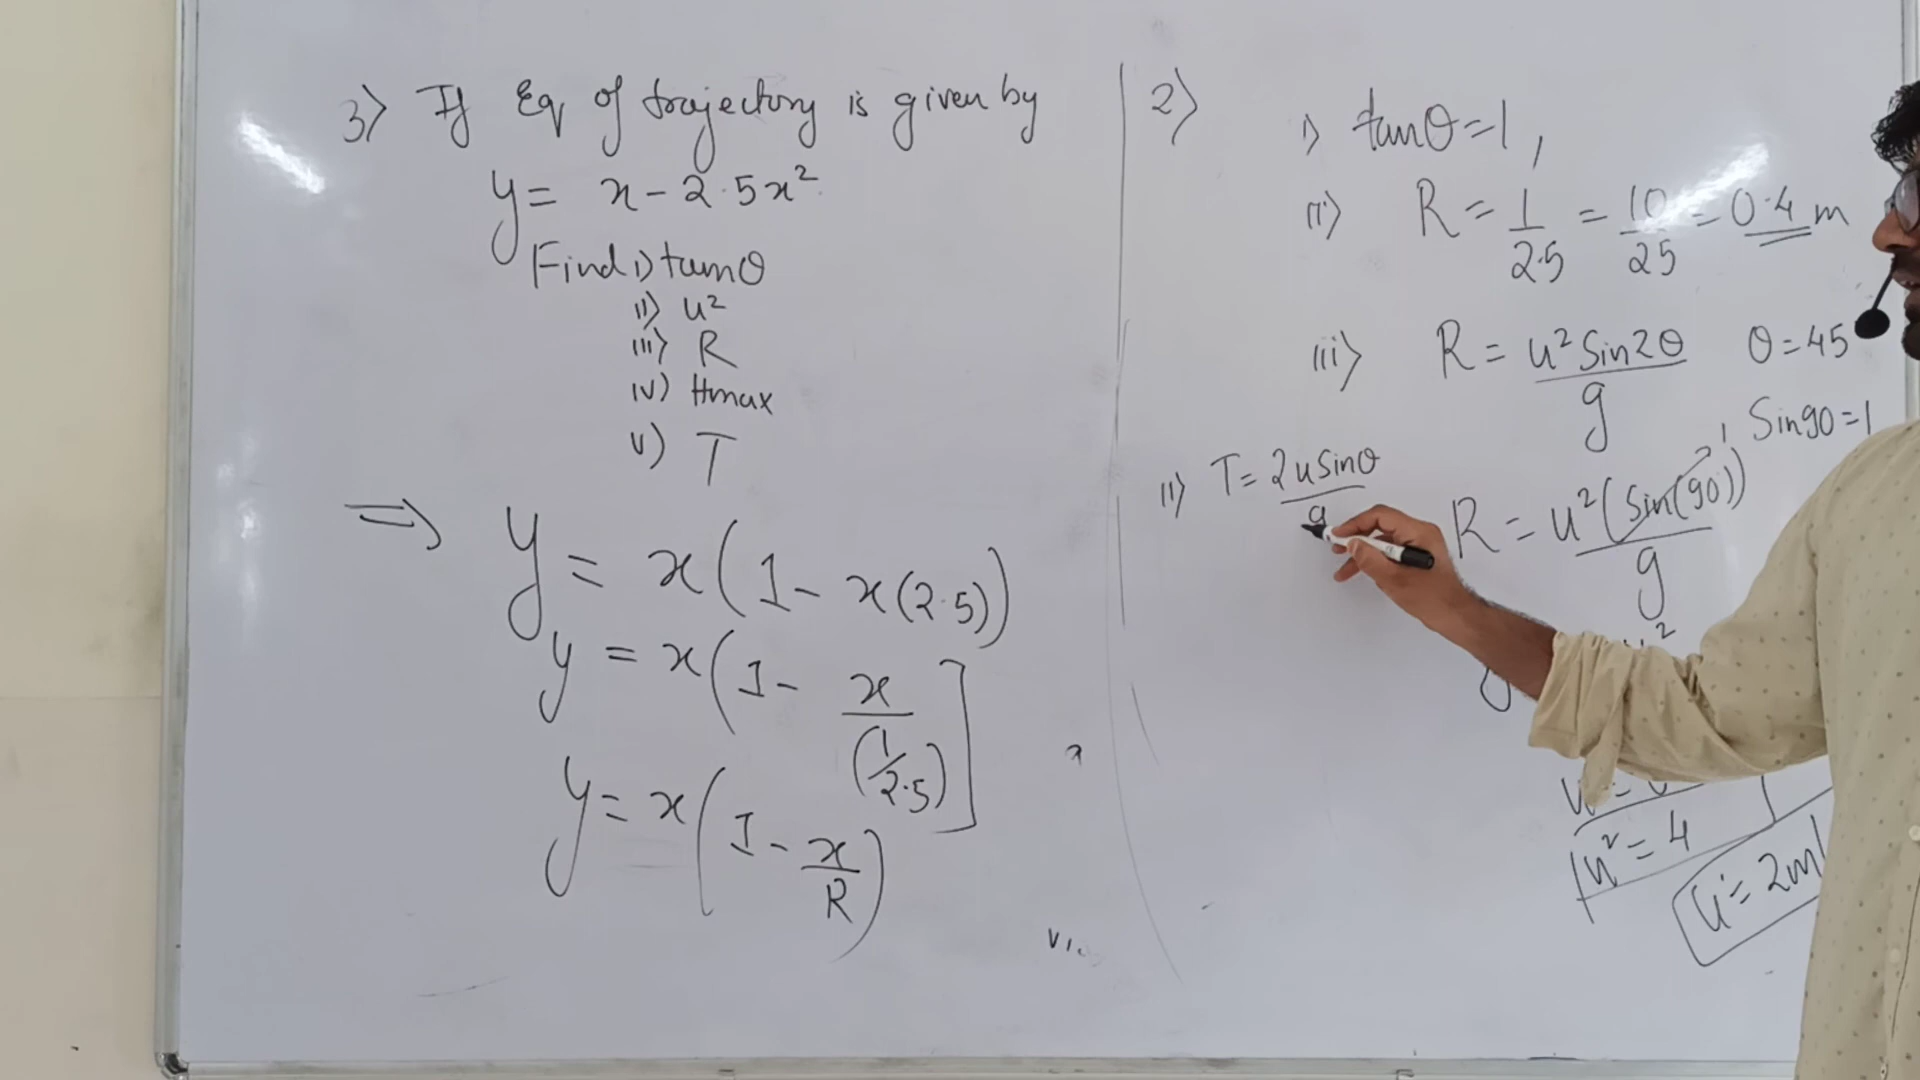 3) If Eq of trajectory is given by
y = x - 2.5x²
Find i) tanθ
ii) u²
iii) R
iv) Hmax
v) T
⇒ y = x(1 - x(2.5))
y = x(1 - x/(1/2.5)]
y = x(1 - x/R)
2)
i) tanθ = 1,
ii) R = 1/2.5 = 10/25 = 0.4 m
iii) R = u² Sin2θ/g θ = 45
Sin90 = 1
R = u²(Sin(90))/g 1
u² = 4
u = 2m/
ii) T = 2uSinθ/g